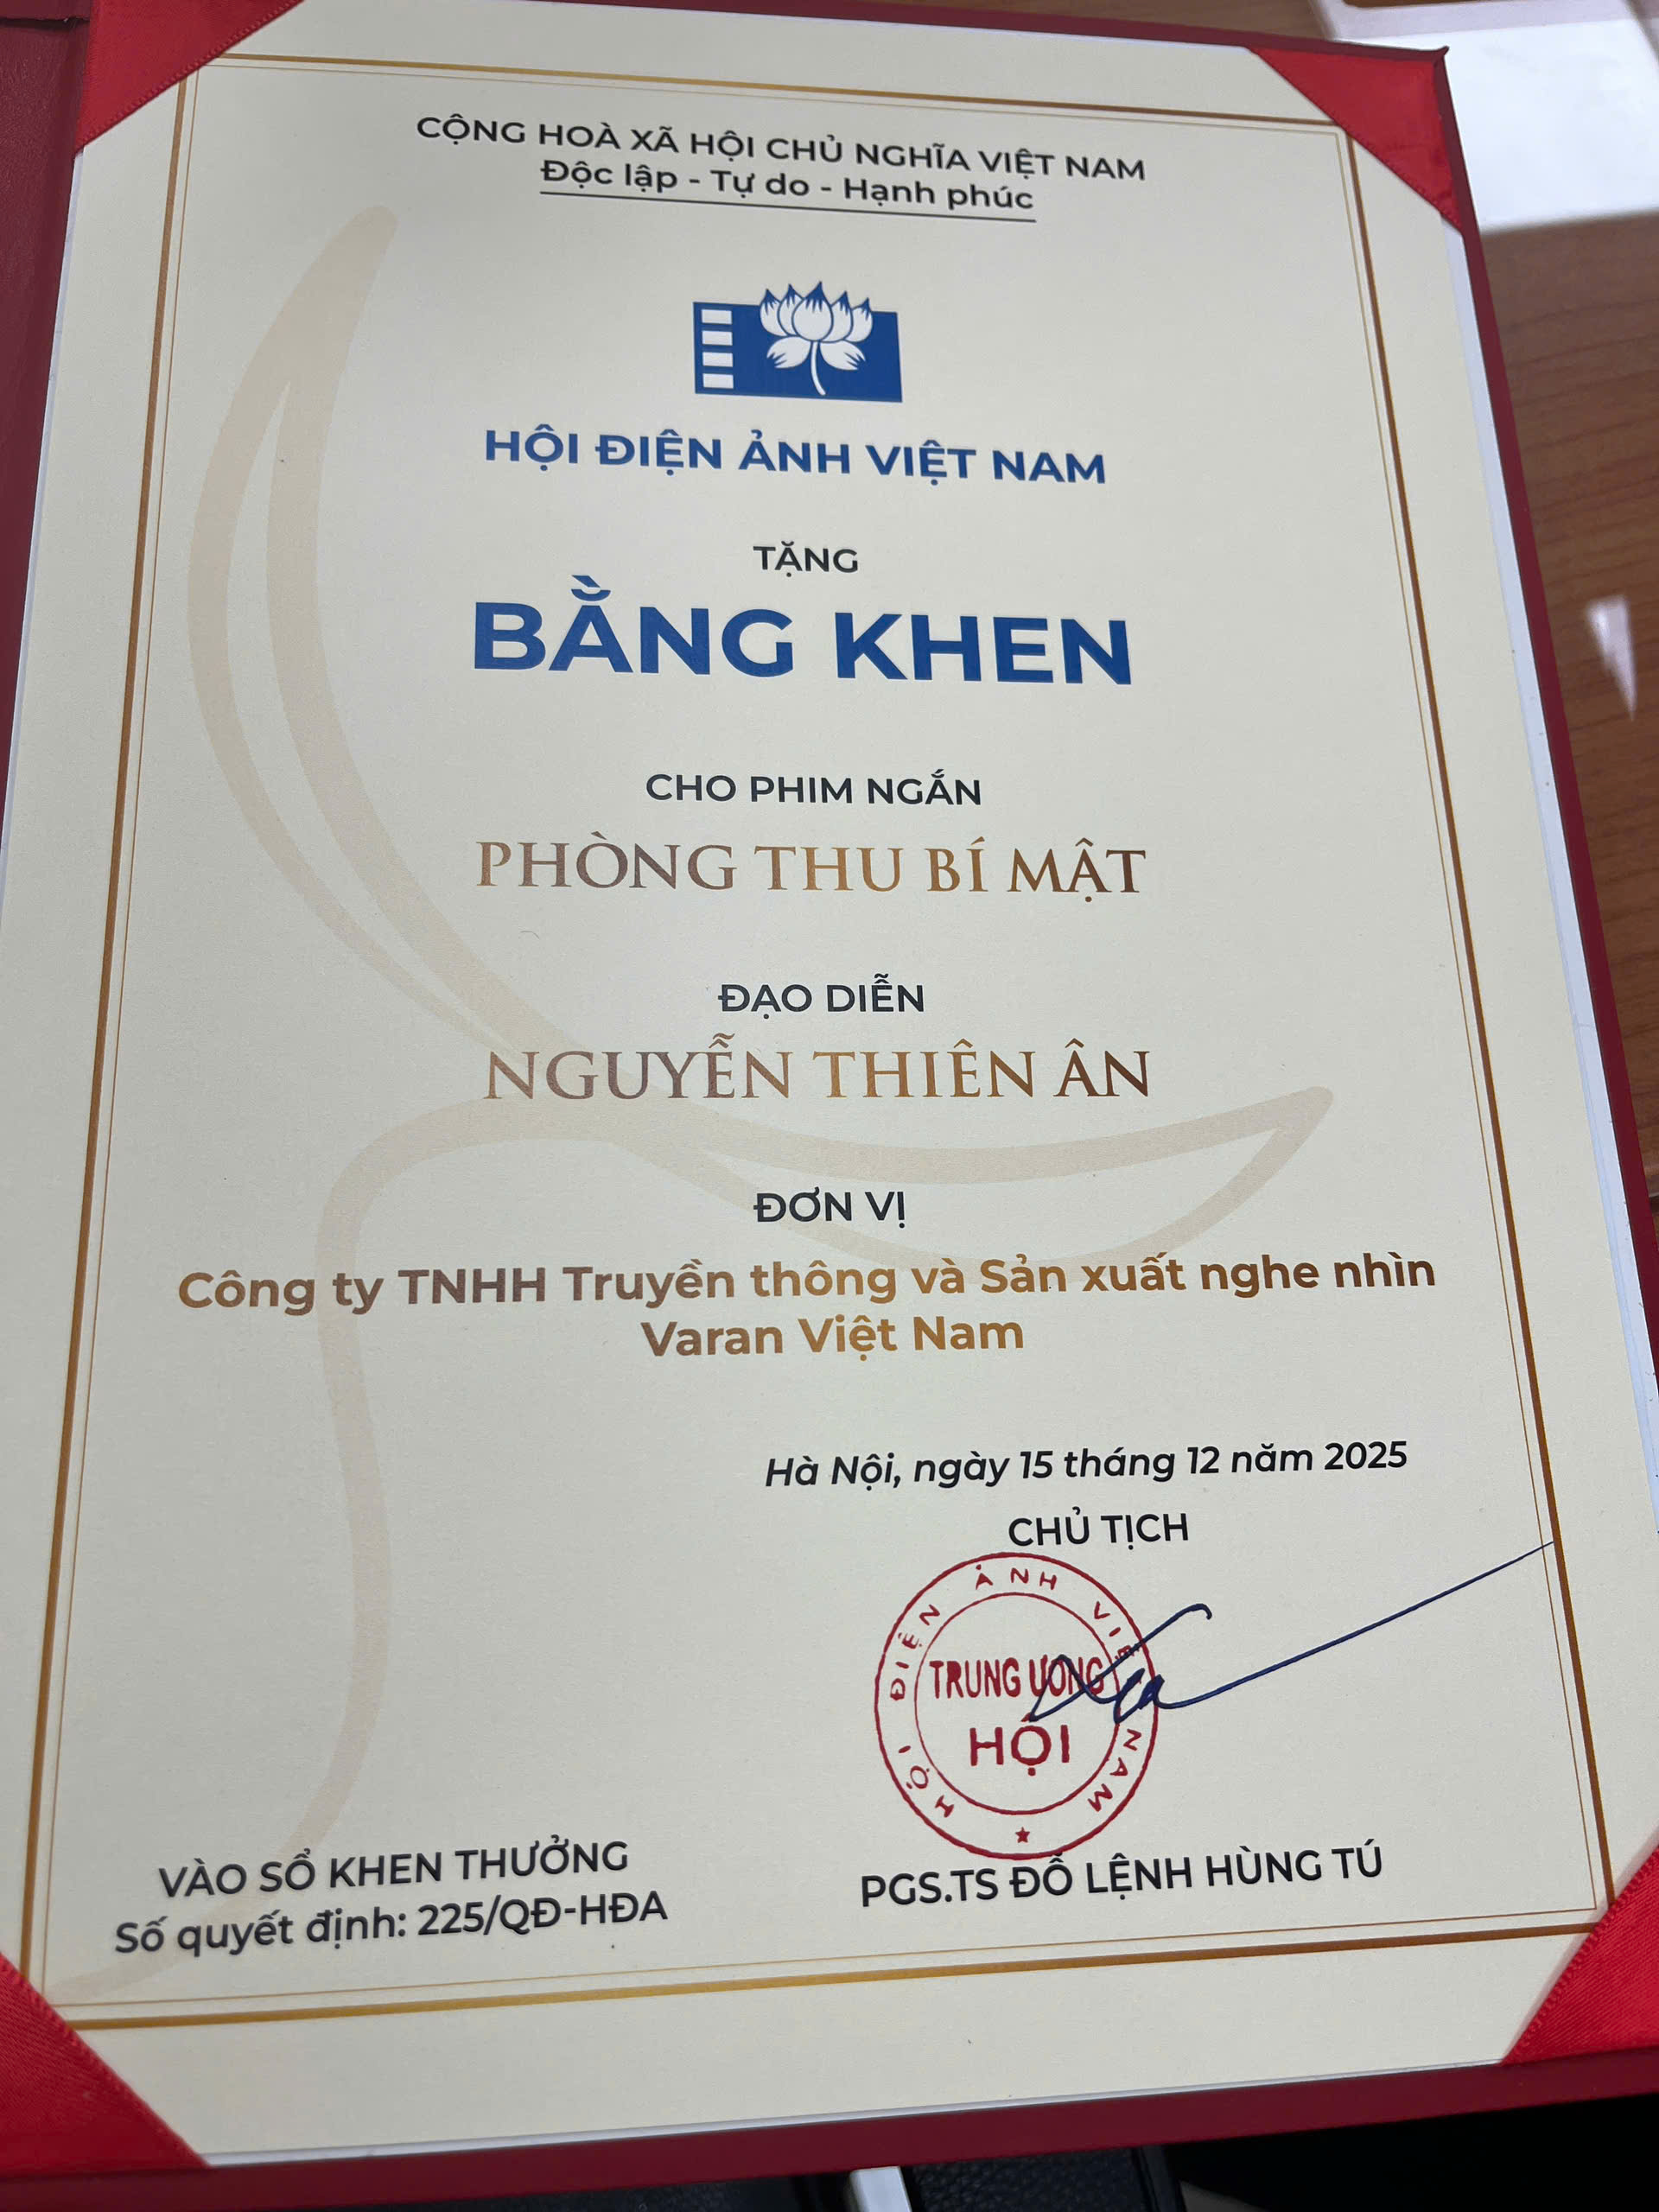 CỘNG HOÀ XÃ HỘI CHỦ NGHĨA VIỆT NAM
Độc lập - Tự do - Hạnh phúc
HỘI ĐIỆN ẢNH VIỆT NAM
TẶNG
BẰNG KHEN
CHO PHIM NGẮN
PHÒNG THU BÍ MẬT
ĐẠO DIỄN
NGUYỄN THIÊN ÂN
ĐƠN VỊ
Công ty TNHH Truyền thông và Sản xuất nghe nhìn
Varan Việt Nam
Hà Nội, ngày 15 tháng 12 năm 2025
CHỦ TỊCH
HỘI ĐIỆN ẢNH VIỆT NAM
TRUNG ƯƠNG
HỘI
PGS.TS ĐỖ LỆNH HÙNG TÚ
VÀO SỔ KHEN THƯỞNG
Số quyết định: 225/QĐ-HĐA